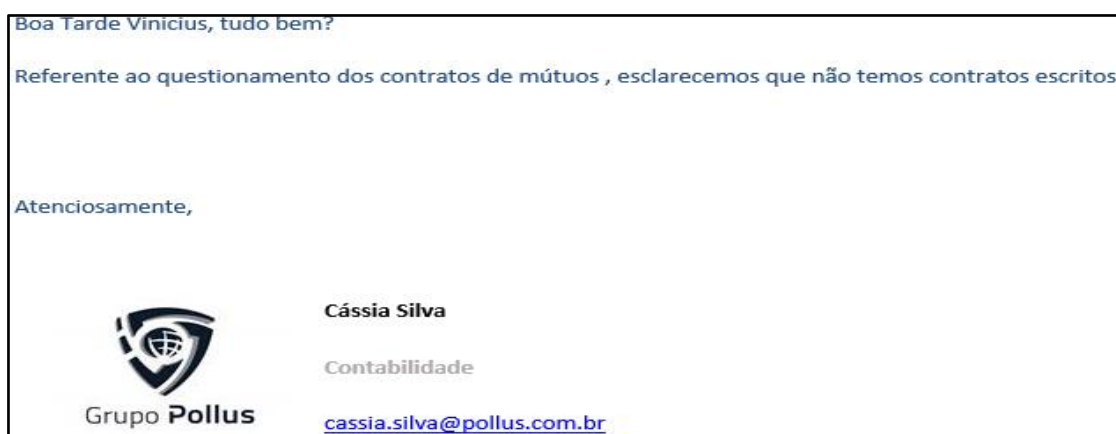 Boa Tarde Vinicius, tudo bem?
Referente ao questionamento dos contratos de mútuos , esclarecemos que não temos contratos escritos
Atenciosamente,
Cássia Silva
Contabilidade
Grupo Pollus
cassia.silva@pollus.com.br